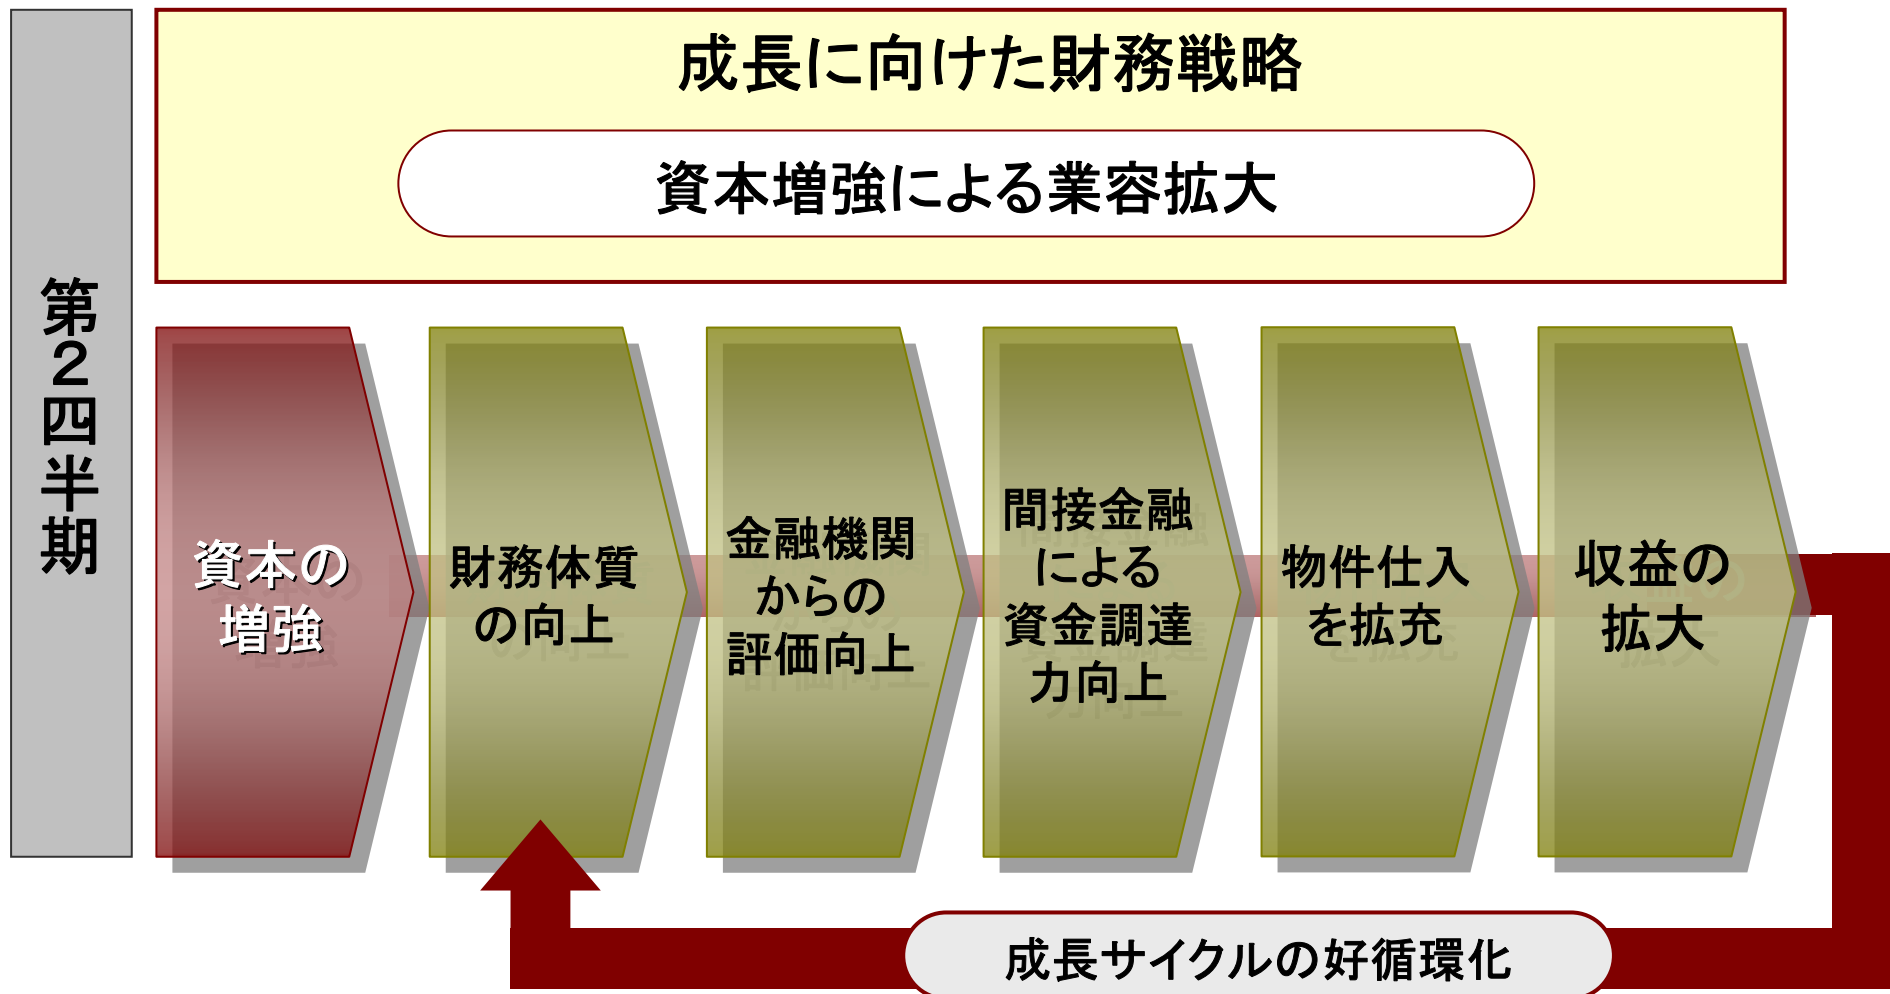 第2四半期
成長に向けた財務戦略
資本増強による業容拡大
資本の
増強
財務体質
の向上
金融機関
からの
評価向上
間接金融
による
資金調達
力向上
物件仕入
を拡充
収益の
拡大
成長サイクルの好循環化